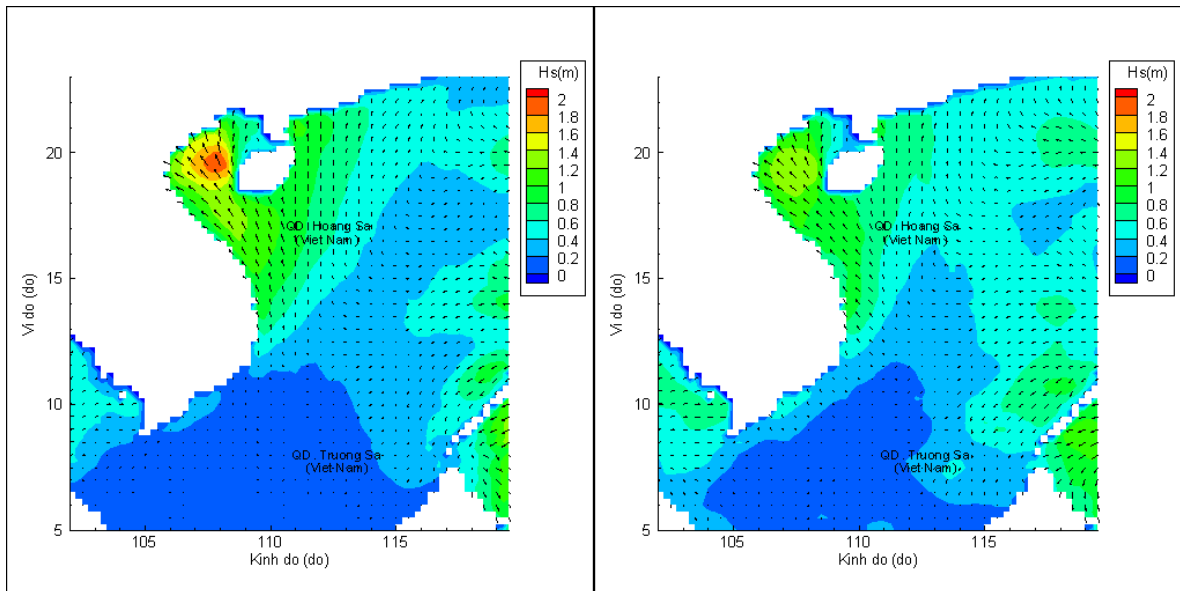 Hs(m)
2
1.8
1.6
1.4
1.2
1
0.8
0.6
0.4
0.2
0
20
15
10
5
Vi do (do)
105
110
115
Kinh do (do)
QD. Hoang Sa
(Viet Nam)
QD. Truong Sa
(Viet Nam)
Hs(m)
2
1.8
1.6
1.4
1.2
1
0.8
0.6
0.4
0.2
0
20
15
10
5
Vi do (do)
105
110
115
Kinh do (do)
QD. Hoang Sa
(Viet Nam)
QD. Truong Sa
(Viet Nam)